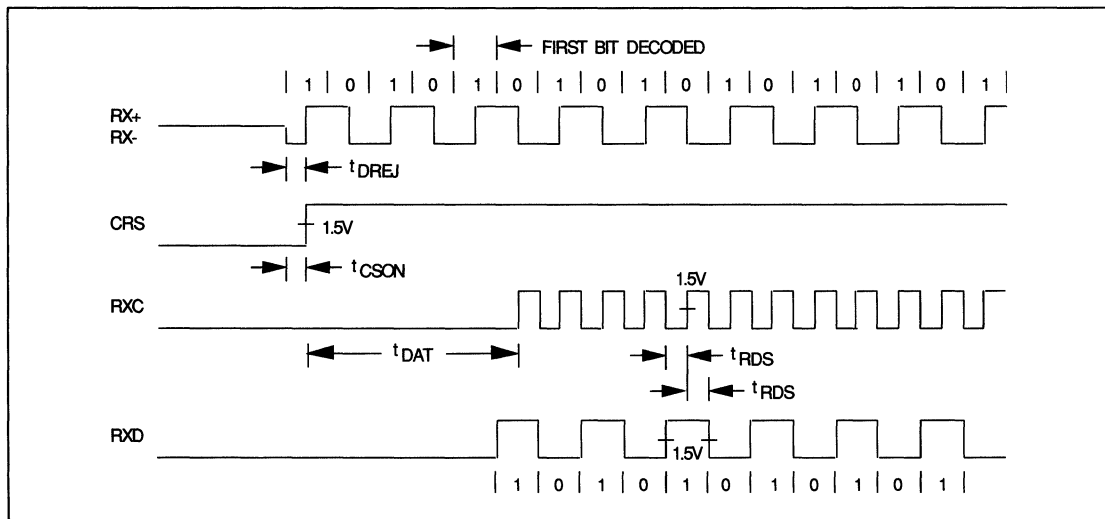 FIRST BIT DECODED
1 0 1 0 1 0 1 0 1 0 1 0 1 0 1 0 1
RX+
RX-
tDREJ
CRS
1.5V
tCSON
1.5V
RXC
tDAT
tRDS
tRDS
RXD
1.5V
1 0 1 0 1 0 1 0 1 0 1